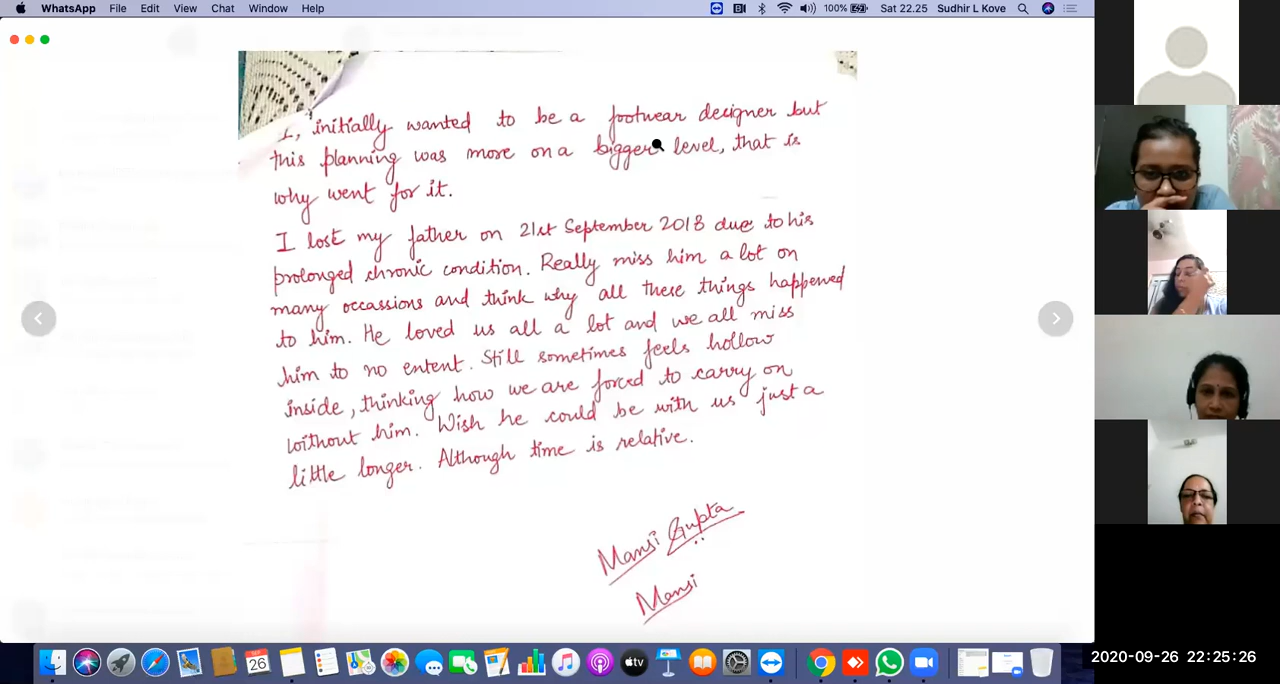 WhatsApp File Edit View Chat Window Help 100% Sat 22.25 Sudhir L Kove
I, initially wanted to be a footwear designer but
this planning was more on a bigger level, that is
why went for it.
I lost my father on 21st September 2018 due to his
prolonged chronic condition. Really miss him a lot on
many occassions and think why all these things happened
to him. He loved us all a lot and we all miss
him to no entent. Still sometimes feels hollow
inside, thinking how we are forced to carry on
without him. Wish he could be with us just a
little longer. Although time is relative.
Mansi Gupta
Mansi
SEP
26
tv
2020-09-26 22:25:26